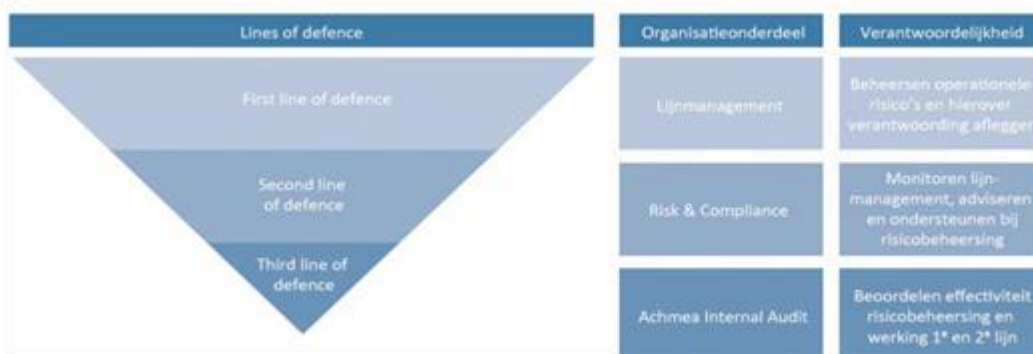 Lines of defence
Organisatieonderdeel
Verantwoordelijkheid
First line of defence
Lijnmanagement
Beheersen operationele
risico's en hierover
verantwoording afleggen
Second line
of defence
Risk & Compliance
Monitoren lijn-
management, adviseren
en ondersteunen bij
risicobeheersing
Third line of
defence
Achmea Internal Audit
Beoordelen effectiviteit
risicobeheersing en
werking 1e en 2e lijn